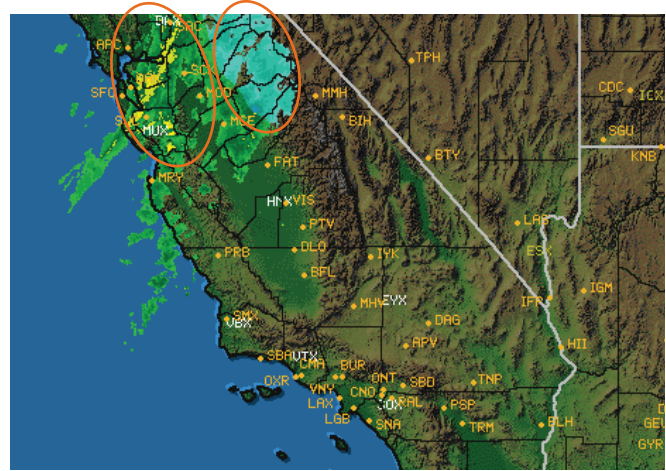 SAC
APC
TPH
SCK
CDC
SFO
MOD
MMH
ICX
MUX
MCE
BIH
SGU
KNB
FAT
BTY
MRY
HNX
VIS
LAS
PTV
PRB
DLO
IYK
ESX
BFL
IGM
MHV
EYX
IFP
SMX
VBX
DAG
HII
APV
SBA
VTX
CMA
BUR
OXR
VNY
ONT
SBD
TNP
CNO
LAX
RAL
SOX
PSP
LGB
SNA
TRM
BLH
GEU
GYR